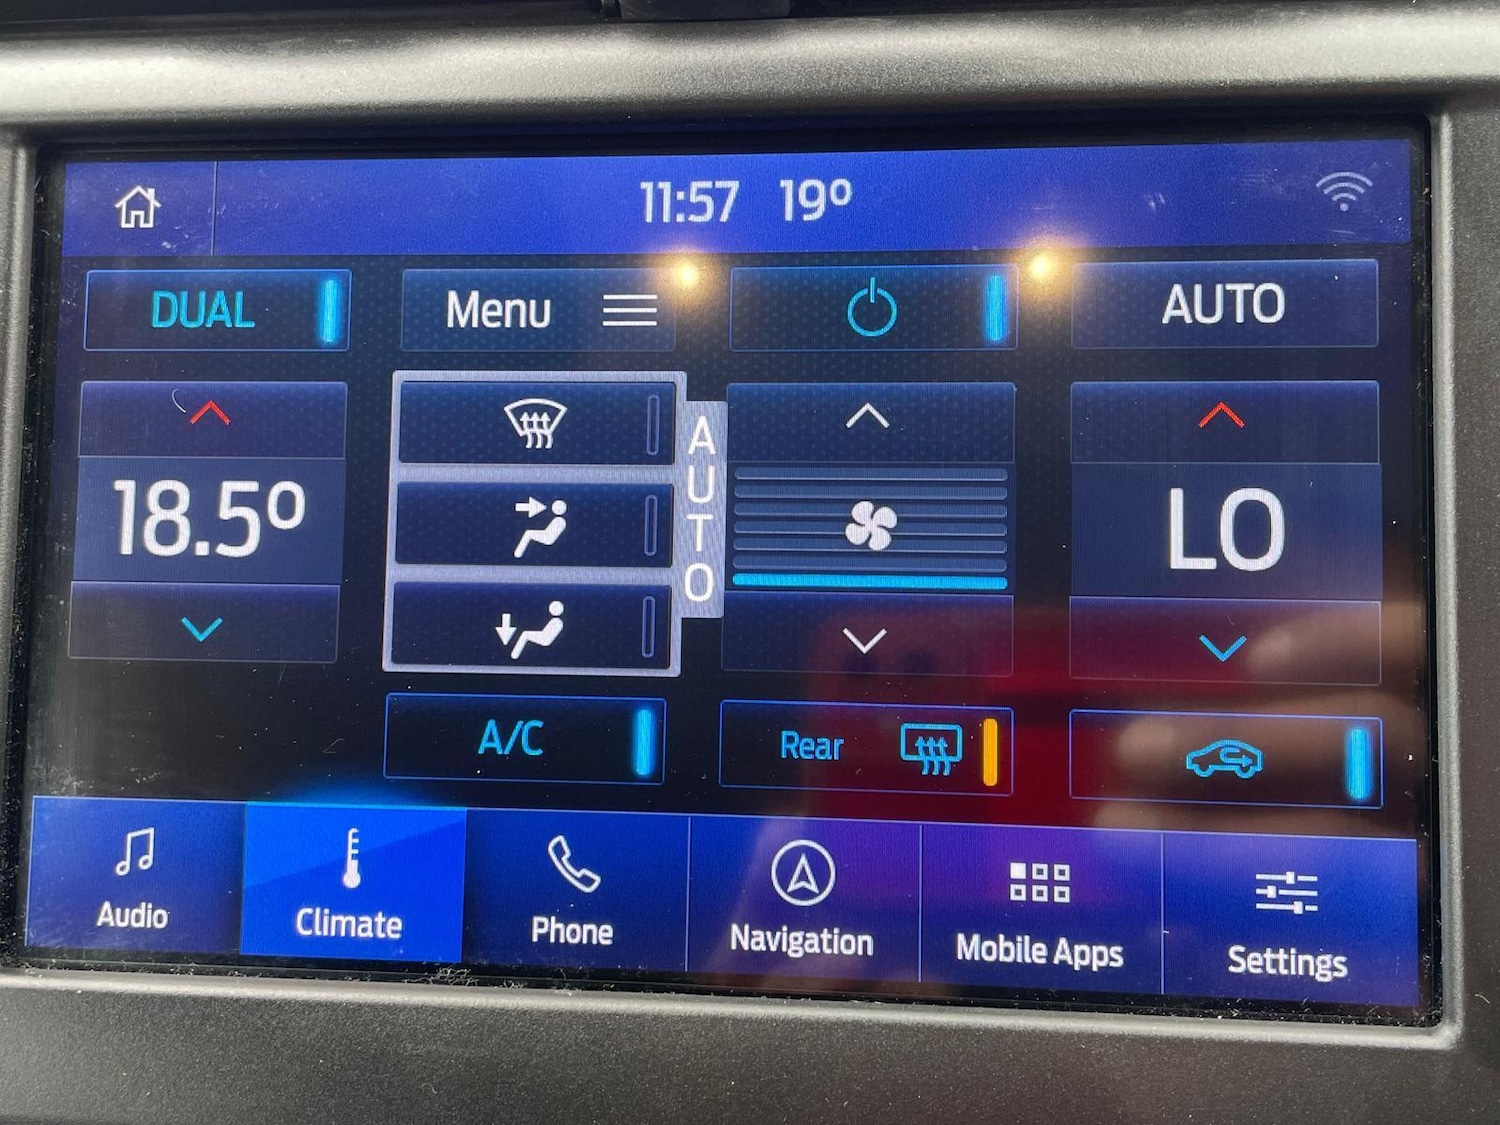 11:57 19º
DUAL
Menu
AUTO
18.5º
AUTO
LO
A/C
Rear
Audio
Climate
Phone
Navigation
Mobile Apps
Settings